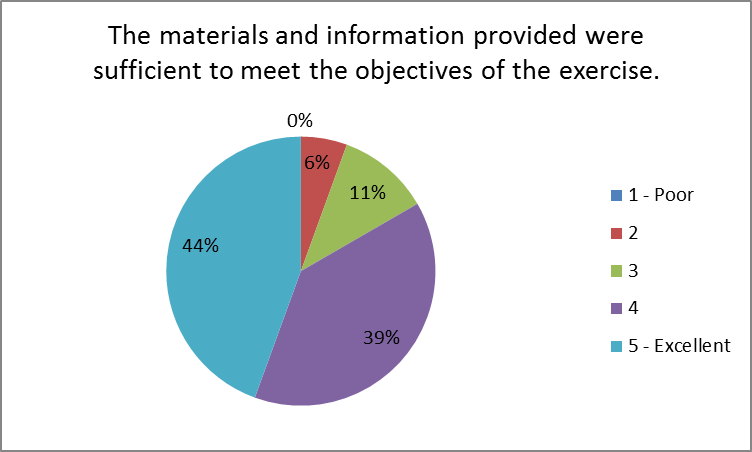 The materials and information provided were
sufficient to meet the objectives of the exercise.
0%
6%
11%
44%
39%
1 - Poor
2
3
4
5 - Excellent